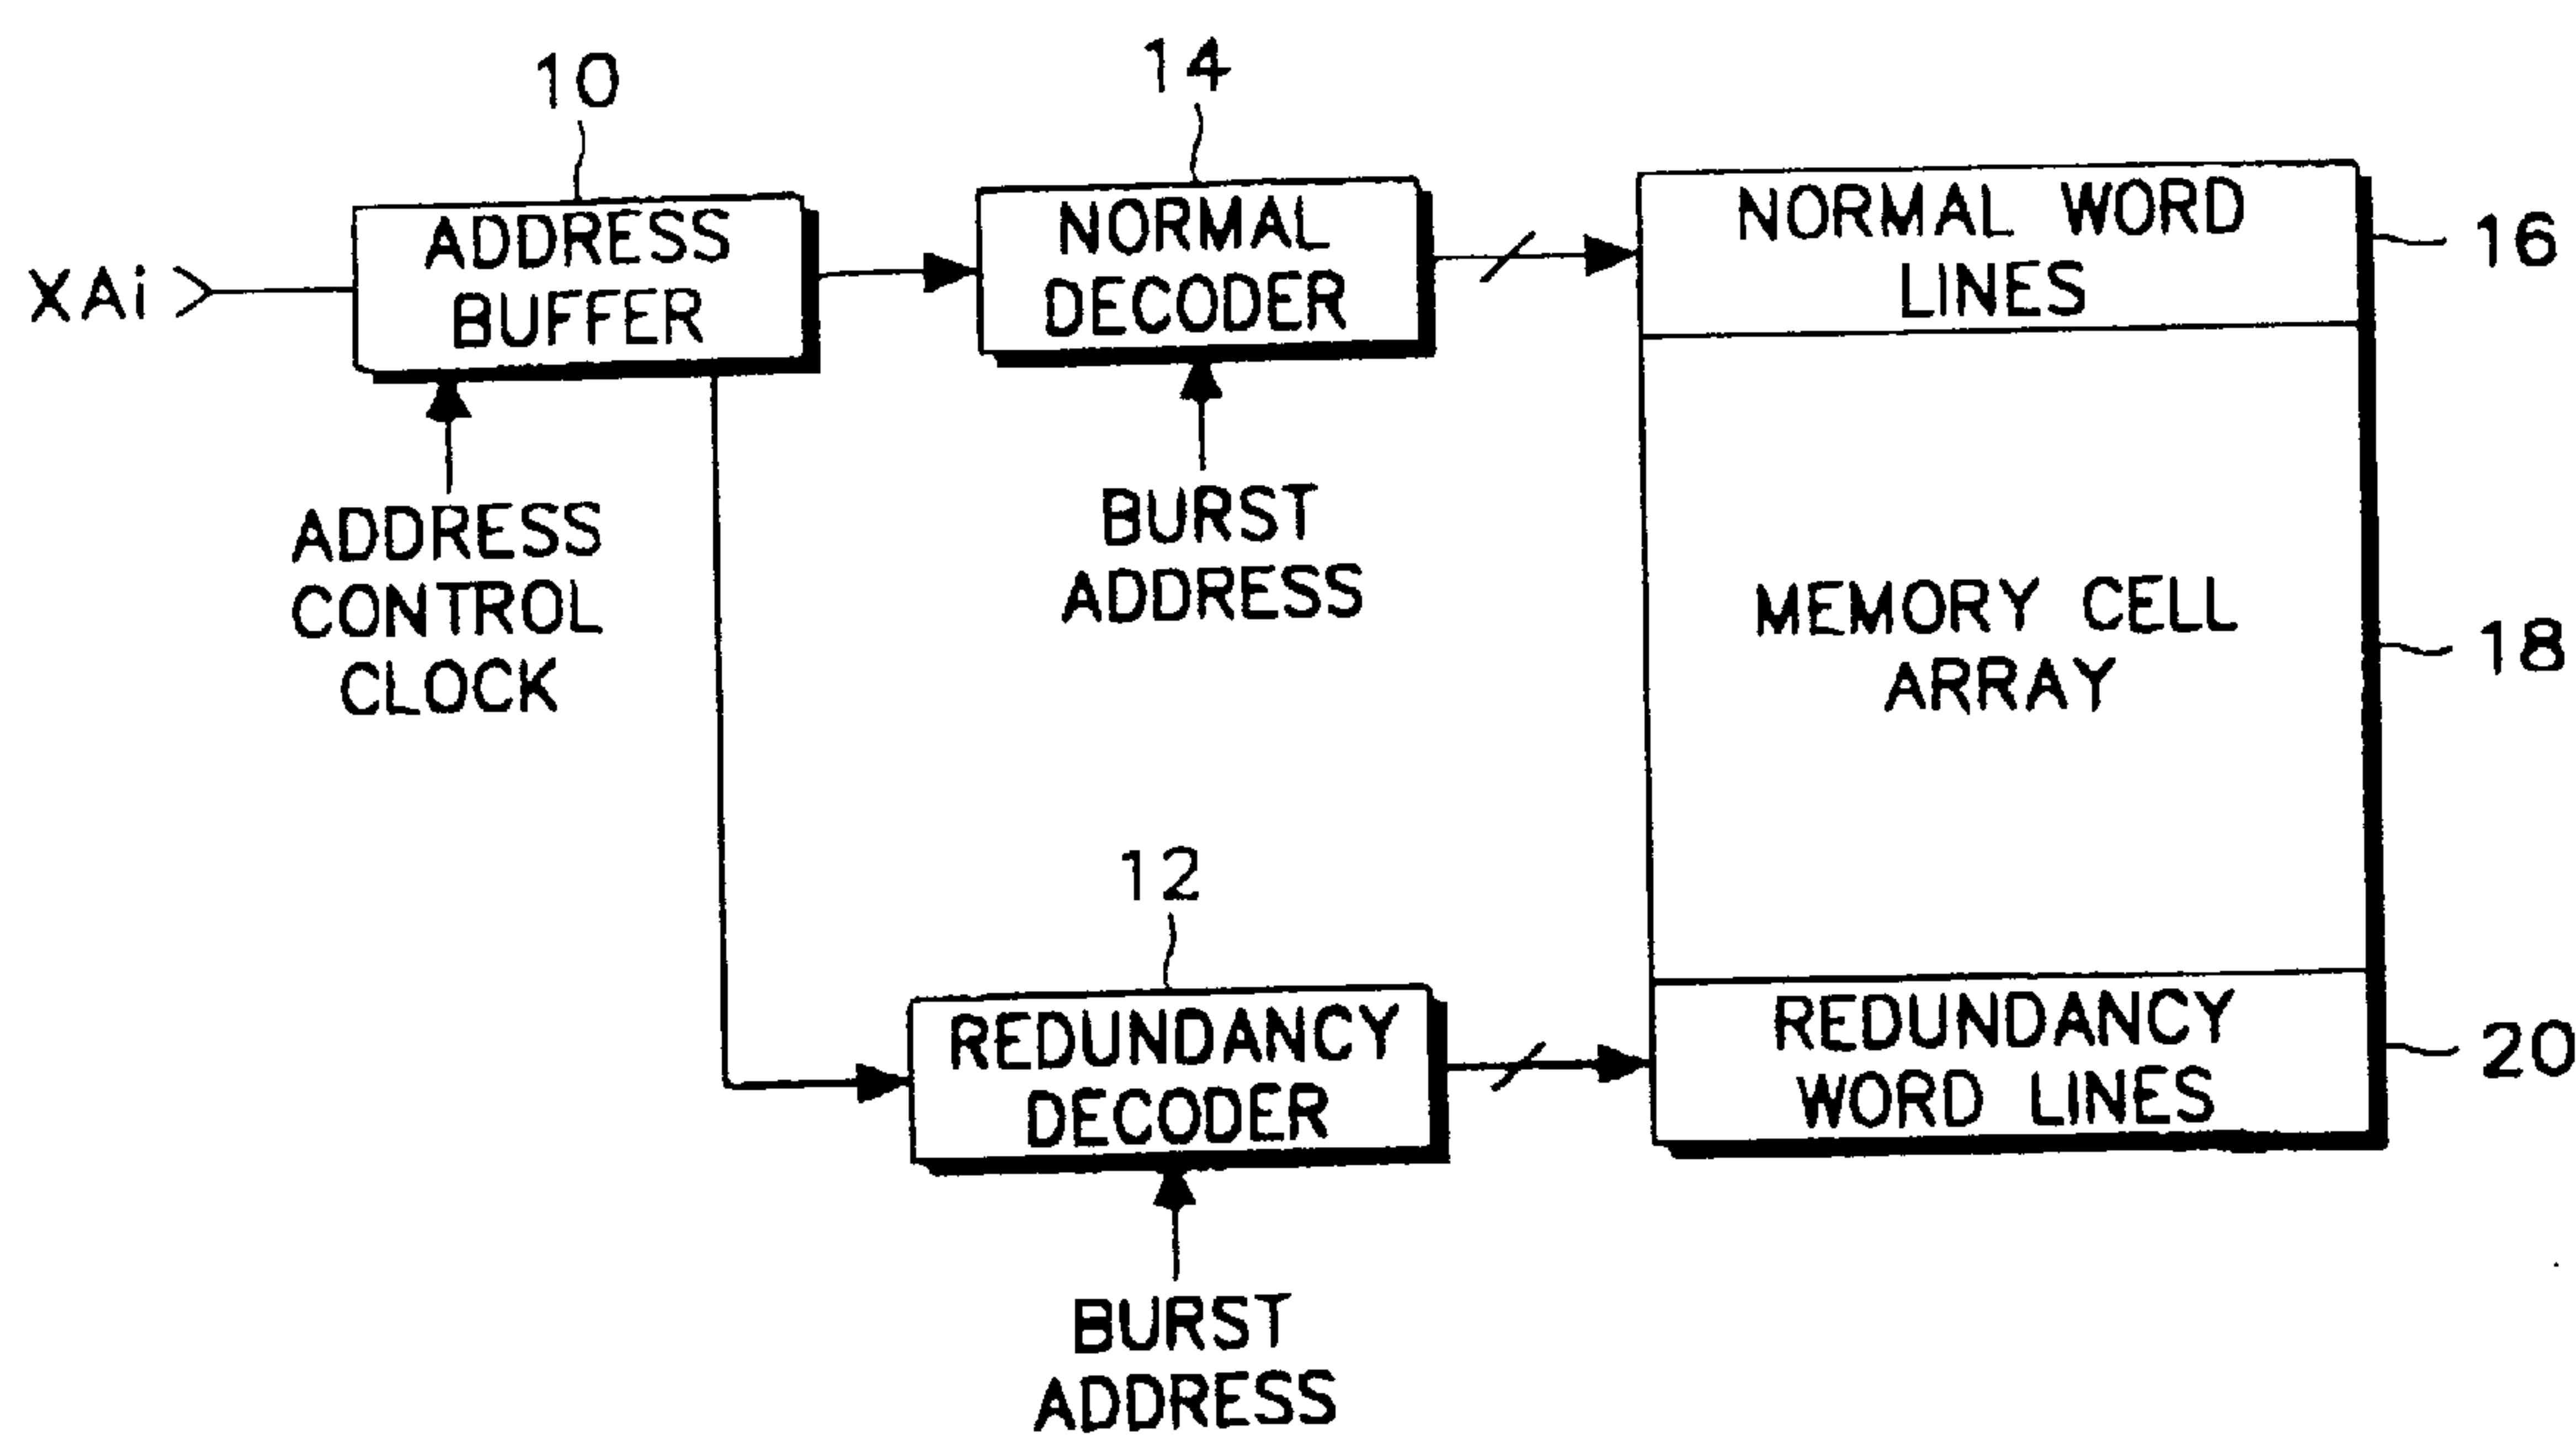 10
14
ADDRESS
BUFFER
NORMAL
DECODER
NORMAL WORD
LINES
16
XAi
ADDRESS
CONTROL
CLOCK
BURST
ADDRESS
MEMORY CELL
ARRAY
18
12
REDUNDANCY
DECODER
REDUNDANCY
WORD LINES
20
BURST
ADDRESS